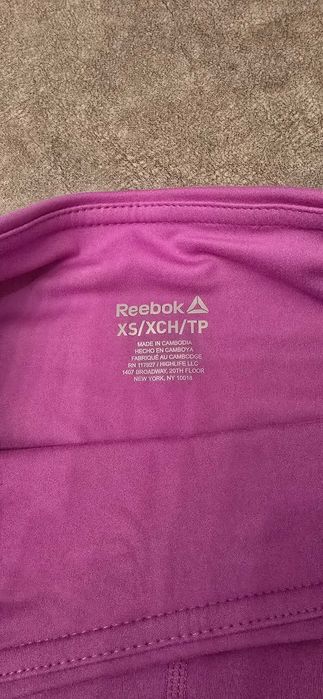 Reebok
XS/XCH/TP
MADE IN CAMBODIA
HECHO EN CAMBOYA
FABRIQUÉ AU CAMBODGE
RN 117927 / HIGHLIFE LLC
1407 BROADWAY, 20TH FLOOR
NEW YORK, NY 10018